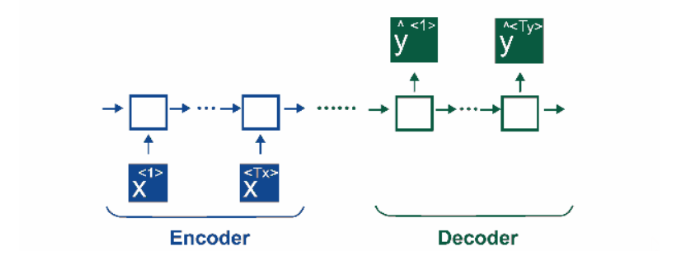 ŷ<1> ŷ<Ty>
x<1> x<Tx>
Encoder Decoder